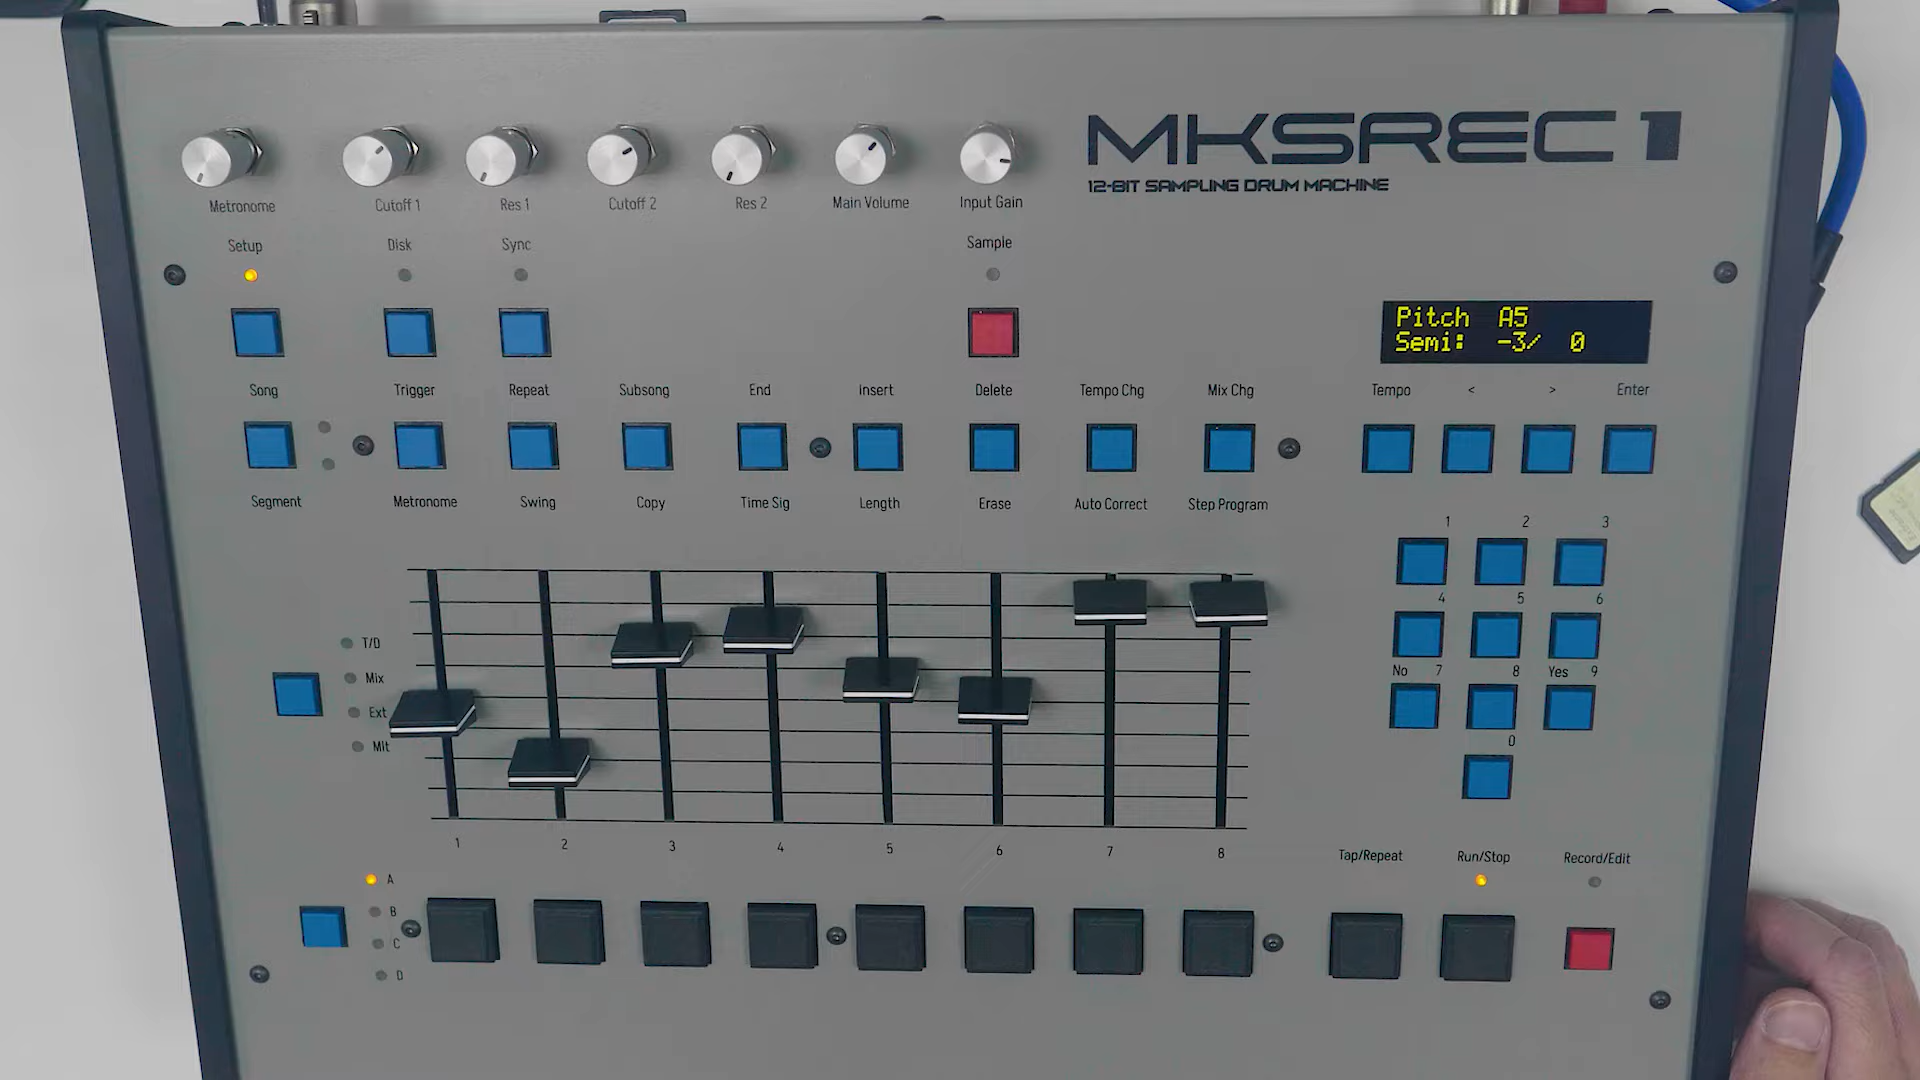 MKSREC 1
12-BIT SAMPLING DRUM MACHINE
Metronome Cutoff 1 Res 1 Cutoff 2 Res 2 Main Volume Input Gain
Setup Disk Sync Sample
Pitch A5
Semi: -3/ 0
Song Trigger Repeat Subsong End Insert Delete Tempo Chg Mix Chg Tempo < > Enter
Segment Metronome Swing Copy Time Sig Length Erase Auto Correct Step Program
1 2 3
4 5 6
No 7 8 Yes 9
0
T/D
Mix
Ext
Mit
1 2 3 4 5 6 7 8
Tap/Repeat Run/Stop Record/Edit
A
B
C
D